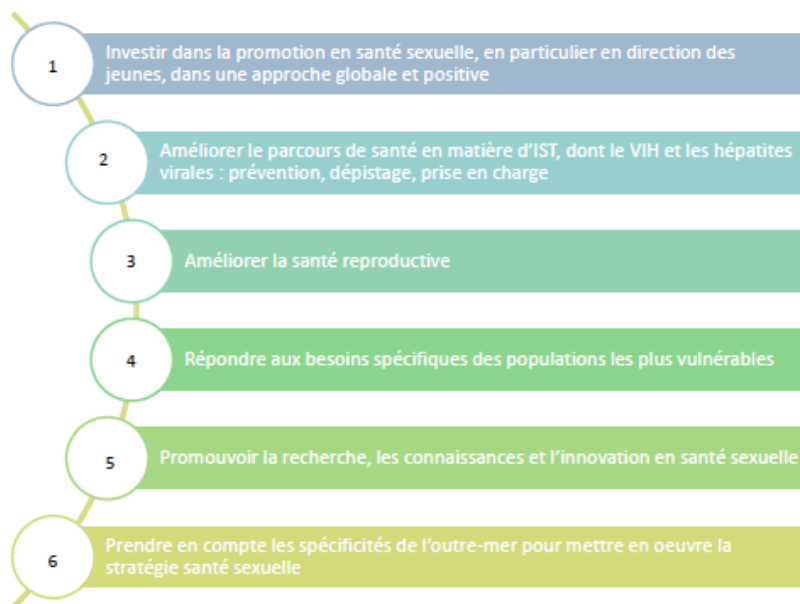 1
Investir dans la promotion en santé sexuelle, en particulier en direction des
jeunes, dans une approche globale et positive
2
Améliorer le parcours de santé en matière d'IST, dont le VIH et les hépatites
virales : prévention, dépistage, prise en charge
3
Améliorer la santé reproductive
4
Répondre aux besoins spécifiques des populations les plus vulnérables
5
Promouvoir la recherche, les connaissances et l'innovation en santé sexuelle
6
Prendre en compte les spécificités de l'outre-mer pour mettre en oeuvre la
stratégie santé sexuelle